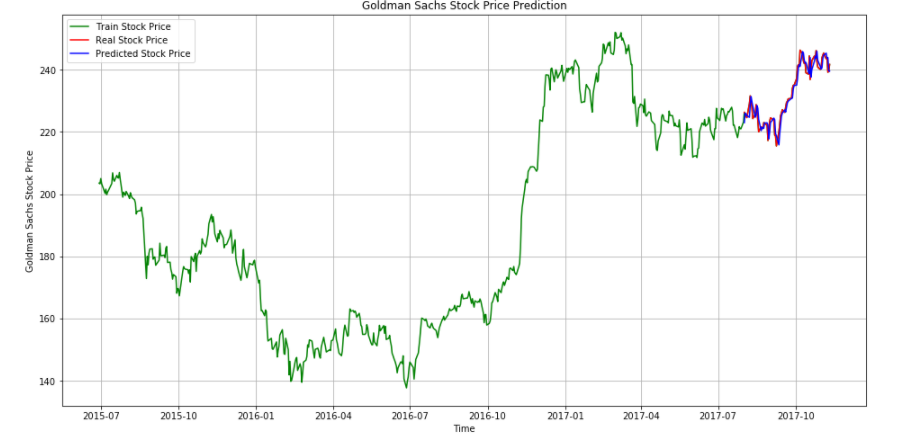 Goldman Sachs Stock Price Prediction
Train Stock Price
Real Stock Price
Predicted Stock Price
Goldman Sachs Stock Price
240
220
200
180
160
140
2015-07 2015-10 2016-01 2016-04 2016-07 2016-10 2017-01 2017-04 2017-07 2017-10
Time